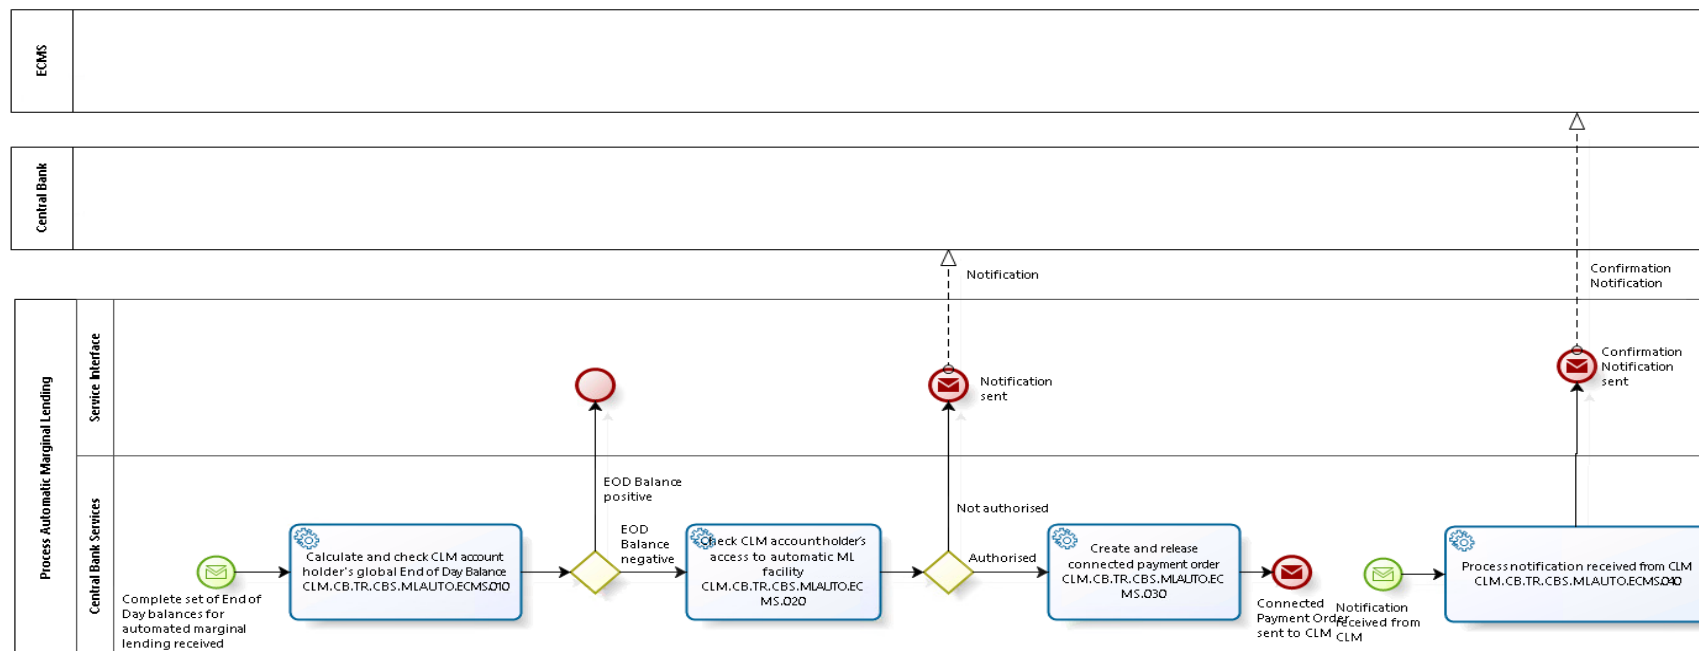 ECMS
Central Bank
Notification
Confirmation
Notification
Process Automatic Marginal Lending
Service Interface
Notification
sent
Confirmation
Notification
sent
Central Bank Services
EOD Balance
positive
EOD
Balance
negative
Not authorised
Authorised
Complete set of End of
Day balances for
automated marginal
lending received
Calculate and check CLM account
holder's global End of Day Balance
CLM.CB.TR.CBS.MLAUTO.ECMS.010
Check CLM account holder's
access to automatic ML
facility
CLM.CB.TR.CBS.MLAUTO.EC
MS.020
Create and release
connected payment order
CLM.CB.TR.CBS.MLAUTO.EC
MS.030
Connected
Payment Order
sent to CLM
Notification
received from
CLM
Process notification received from CLM
CLM.CB.TR.CBS.MLAUTO.ECMS.040